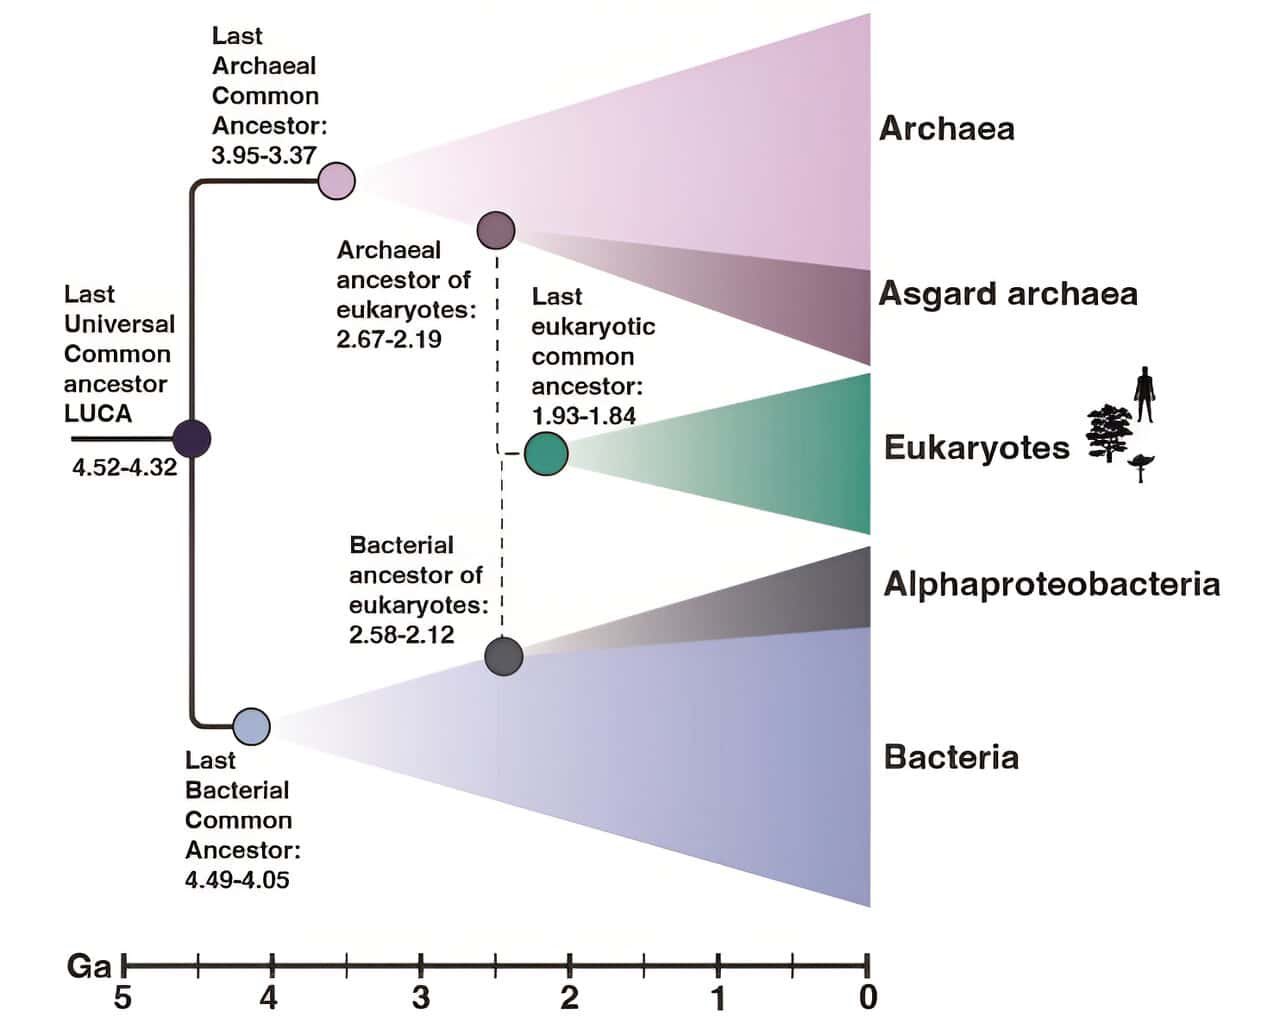 Last
Archaeal
Common
Ancestor:
3.95-3.37
Archaea
Archaeal
ancestor of
eukaryotes:
2.67-2.19
Asgard archaea
Last
Universal
Common
ancestor
LUCA
4.52-4.32
Last
eukaryotic
common
ancestor:
1.93-1.84
Eukaryotes
Bacterial
ancestor of
eukaryotes:
2.58-2.12
Alphaproteobacteria
Last
Bacterial
Common
Ancestor:
4.49-4.05
Bacteria
Ga
5 4 3 2 1 0